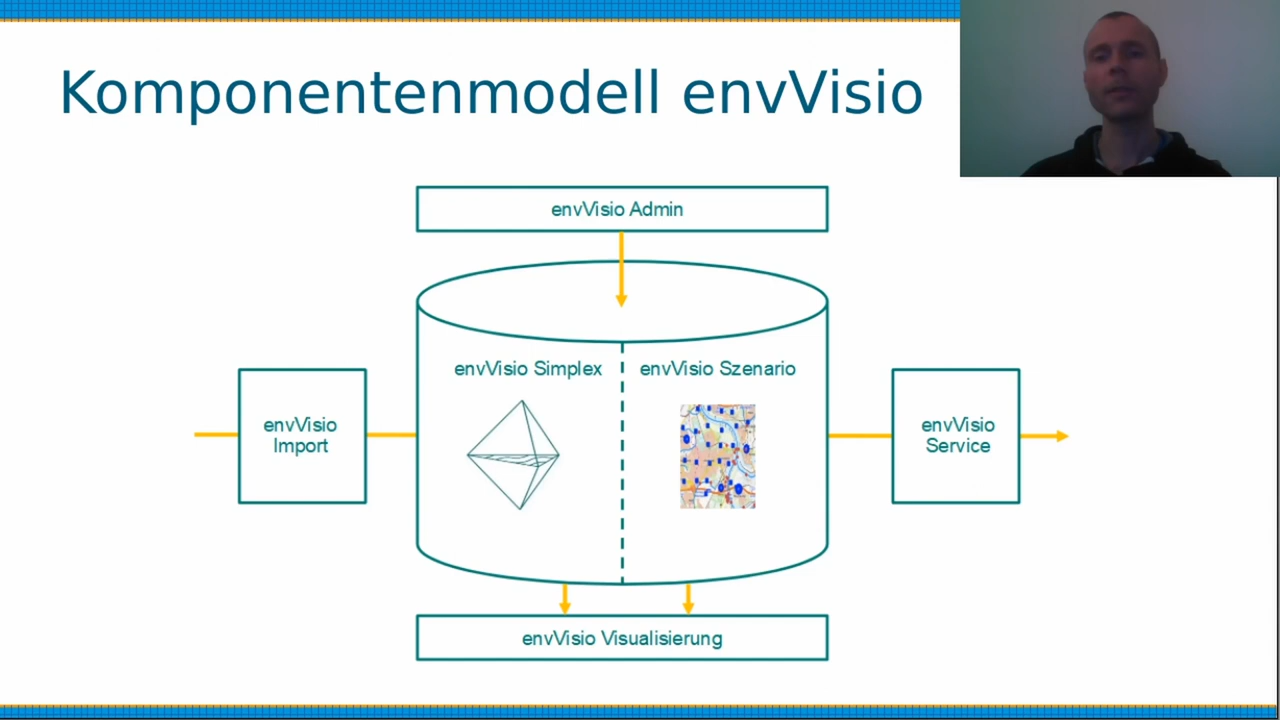 Komponentenmodell envVisio
envVisio Admin
envVisio Simplex
envVisio Szenario
envVisio
Import
envVisio
Service
envVisio Visualisierung